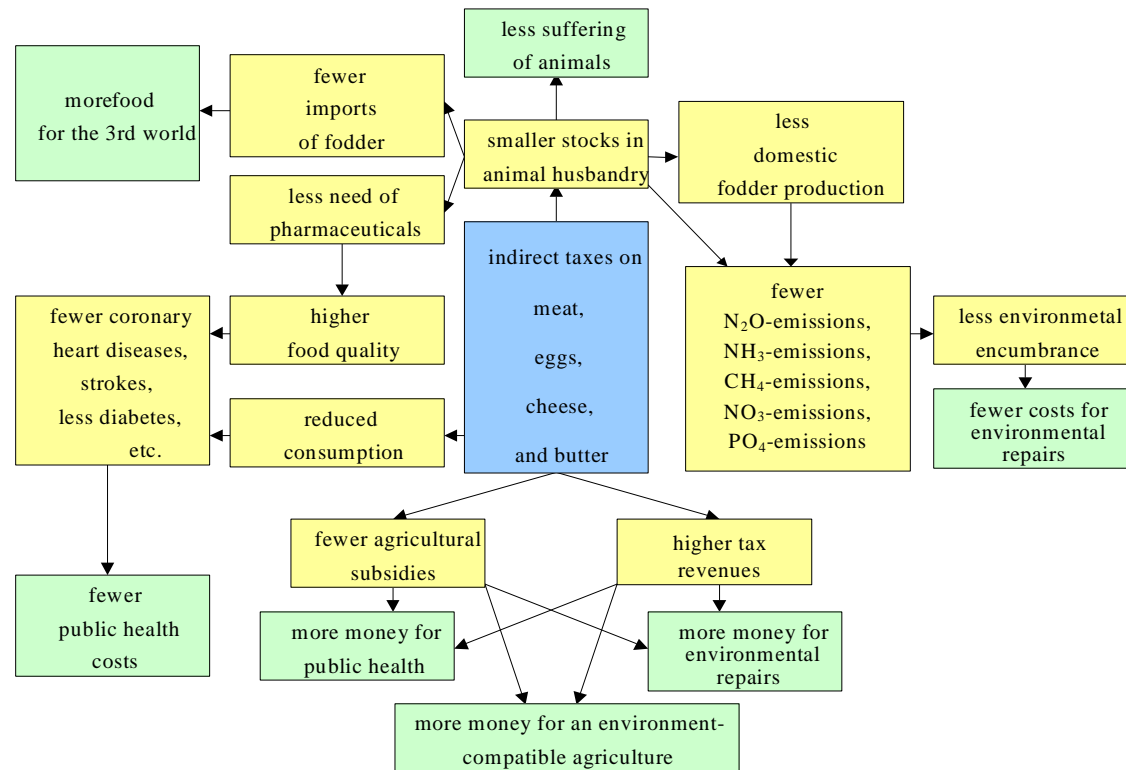 less suffering
of animals
morefood
for the 3rd world
fewer
imports
of fodder
smaller stocks in
animal husbandry
less
domestic
fodder production
less need of
pharmaceuticals
indirect taxes on
meat,
eggs,
cheese,
and butter
fewer coronary
heart diseases,
strokes,
less diabetes,
etc.
higher
food quality
fewer
N₂O-emissions,
NH₃-emissions,
CH₄-emissions,
NO₃-emissions,
PO₄-emissions
less environmetal
encumbrance
reduced
consumption
fewer costs for
environmental
repairs
fewer agricultural
subsidies
higher tax
revenues
fewer
public health
costs
more money for
public health
more money for
environmental
repairs
more money for an environment-
compatible agriculture